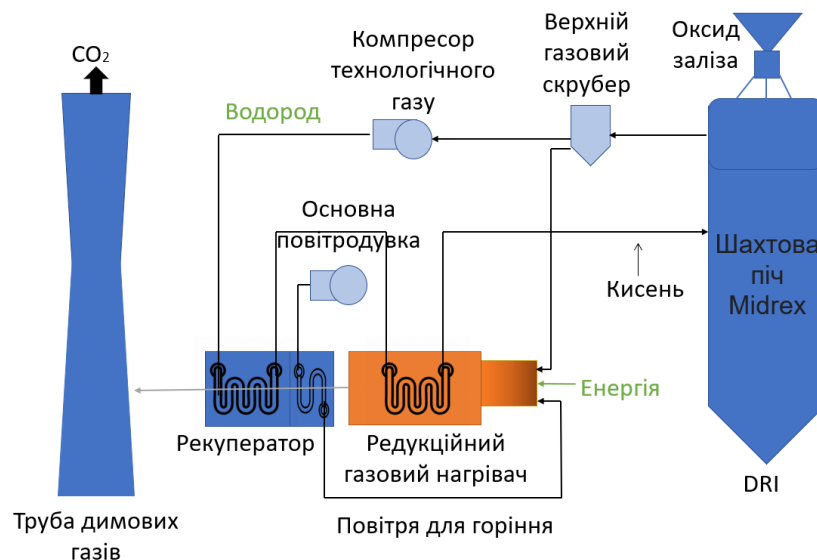 CO2
Компресор
технологічного
газу
Верхній
газовий
скрубер
Оксид
заліза
Водород
Основна
повітродувка
Кисень
Шахтова
піч
Midrex
Енергія
Рекуператор
Редукційний
газовий нагрівач
DRI
Труба димових
газів
Повітря для горіння